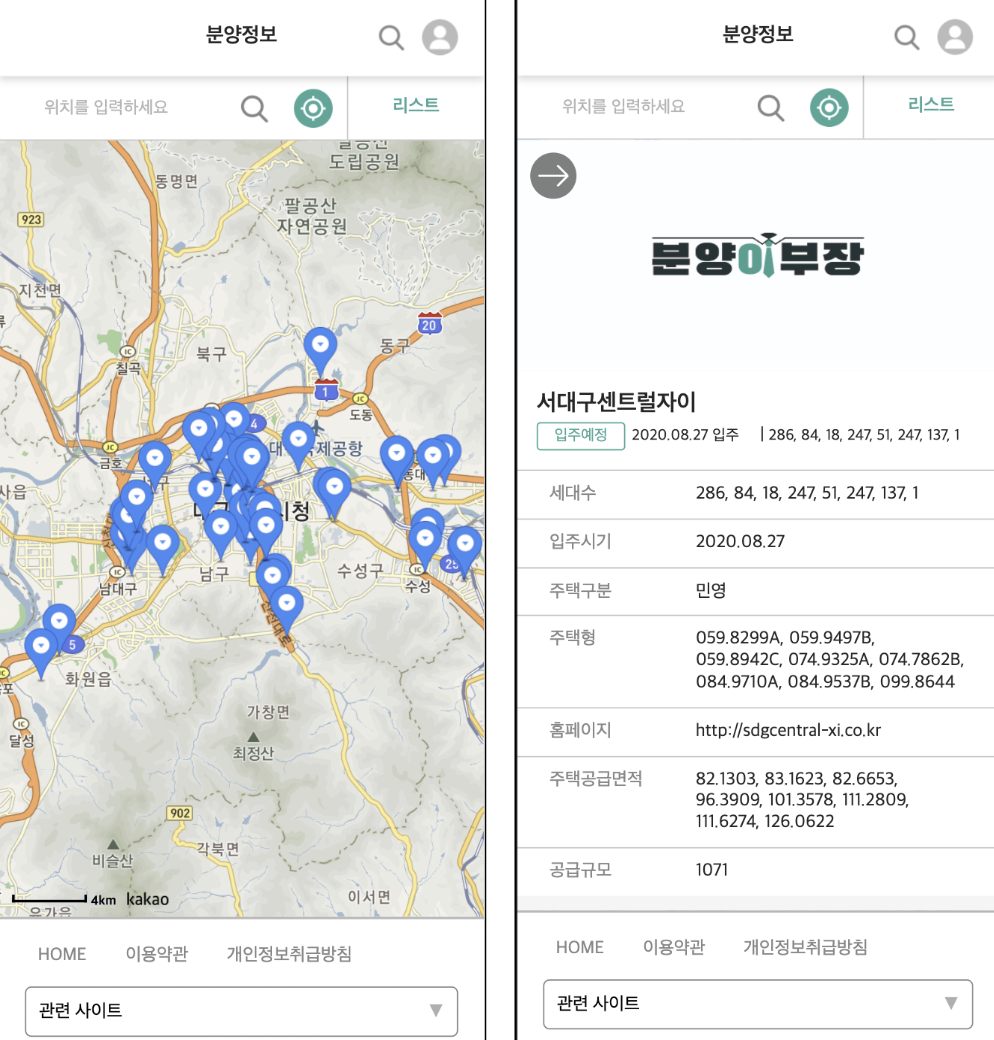 분양정보
위치를 입력하세요
리스트
도립공원
동명면
팔공산
자연공원
923
지천면
20
북구
동구
IC
칠곡
1
JC
도동
4
IC
금호
국제공항
시청
남구
수성구
IC
남대구
IC
수성
5
화원읍
IC
달성
가창면
최정산
902
각북면
비슬산
이서면
4km kakao
HOME 이용약관 개인정보취급방침
관련 사이트
분양정보
위치를 입력하세요
리스트
분양이부장
서대구센트럴자이
입주예정 2020.08.27 입주 | 286, 84, 18, 247, 51, 247, 137, 1
세대수 286, 84, 18, 247, 51, 247, 137, 1
입주시기 2020.08.27
주택구분 민영
주택형 059.8299A, 059.9497B,
059.8942C, 074.9325A, 074.7862B,
084.9710A, 084.9537B, 099.8644
홈페이지 http://sdgcentral-xi.co.kr
주택공급면적 82.1303, 83.1623, 82.6653,
96.3909, 101.3578, 111.2809,
111.6274, 126.0622
공급규모 1071
HOME 이용약관 개인정보취급방침
관련 사이트